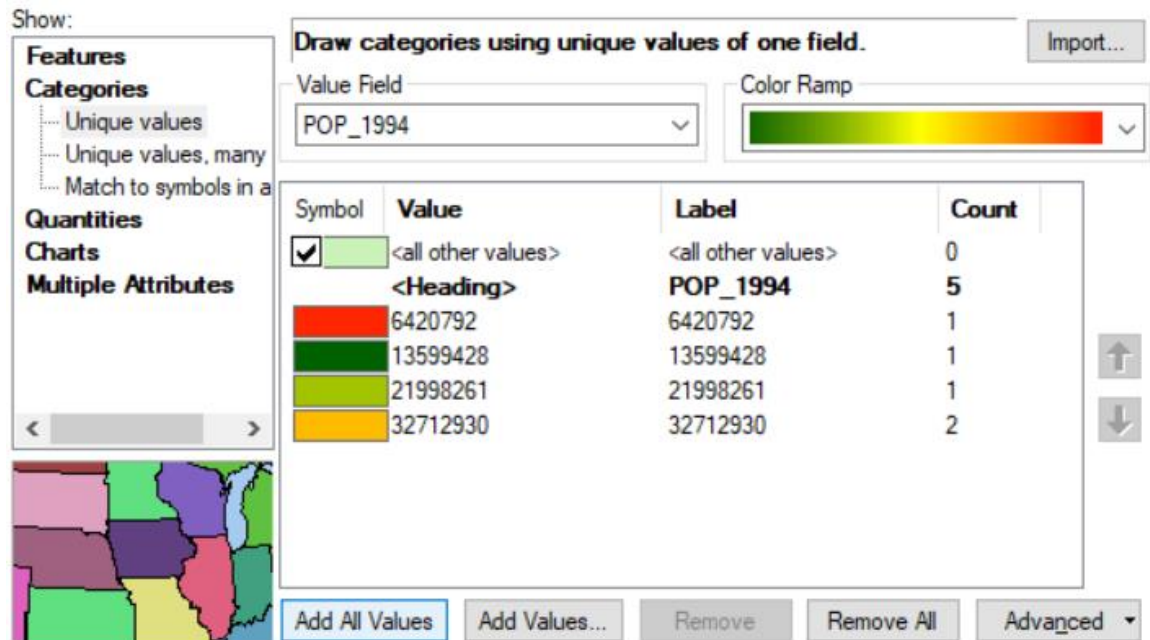 Show:
Features
Categories
Unique values
Unique values, many
Match to symbols in a
Quantities
Charts
Multiple Attributes
Draw categories using unique values of one field.
Import...
Value Field
POP_1994
Color Ramp
Symbol Value Label Count
<all other values> <all other values> 0
<Heading> POP_1994 5
6420792 6420792 1
13599428 13599428 1
21998261 21998261 1
32712930 32712930 2
Add All Values Add Values... Remove Remove All Advanced